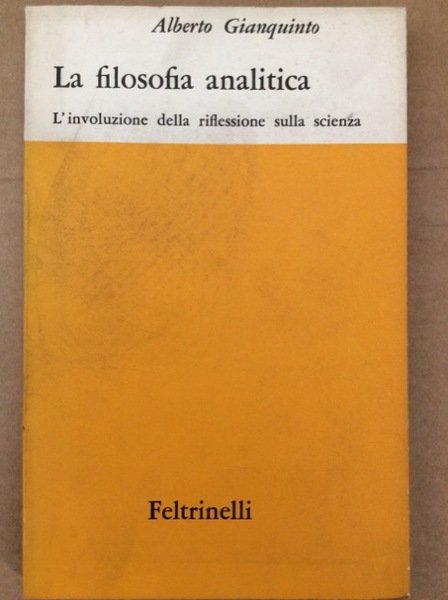 Alberto Gianquinto
La filosofia analitica
L'involuzione della riflessione sulla scienza
Feltrinelli